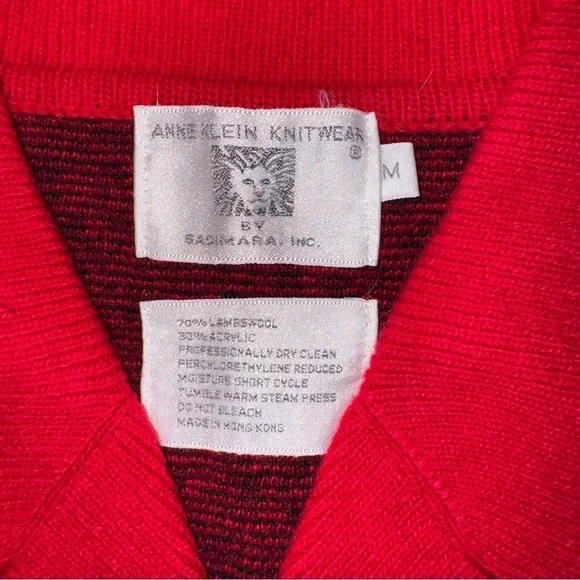 ANNE KLEIN KNITWEAR
®
M
BY
SADIMARA, INC.
70% LAMBSWOOL
30% ACRYLIC
PROFESSIONALLY DRY CLEAN
PERCHLORETHYLENE REDUCED
MOISTURE SHORT CYCLE
TUMBLE WARM STEAM PRESS
DO NOT BLEACH
MADE IN HONG KONG